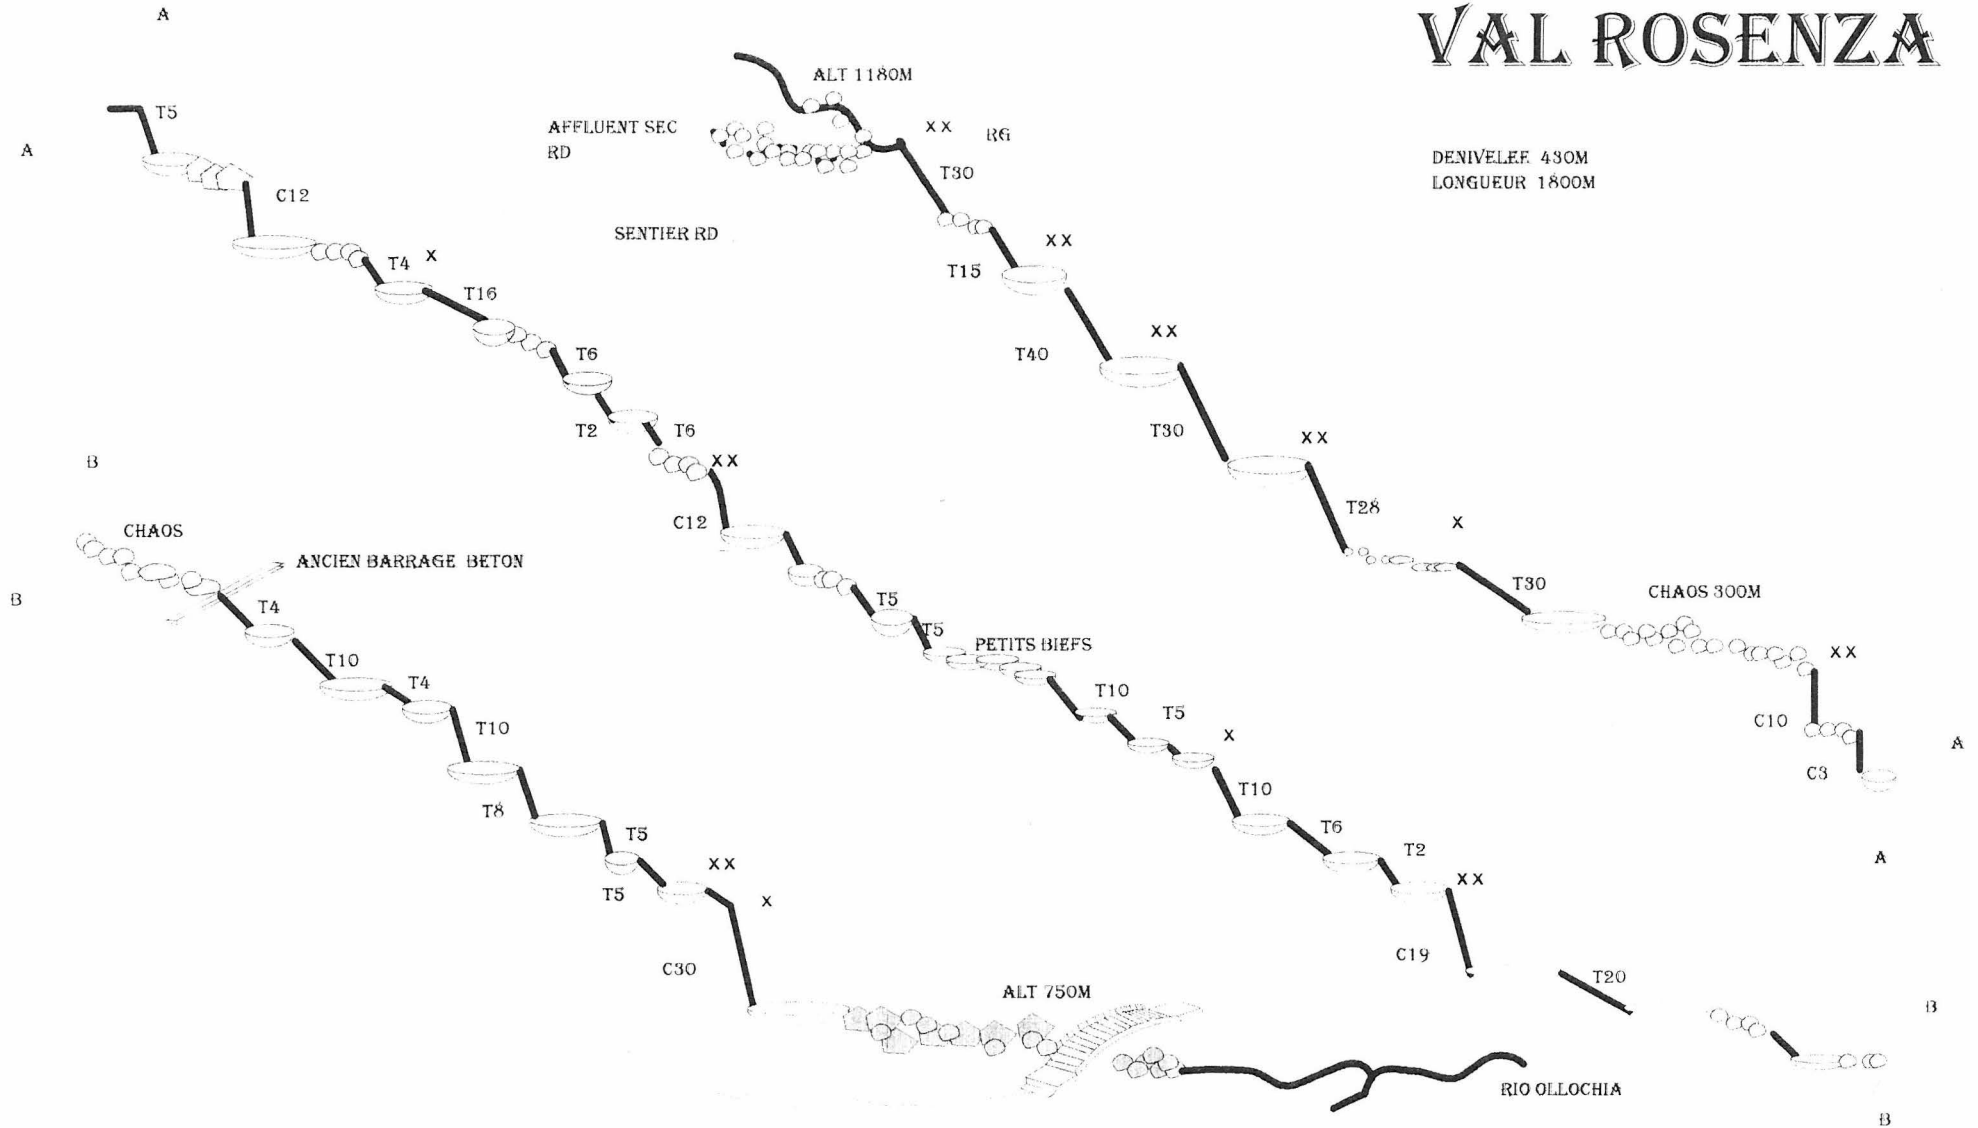 VAL ROSENZA
DENIVELEE 430M
LONGUEUR 1800M
ALT 1180M
AFFLUENT SEC
RD
XX
RG
T30
SENTIER RD
XX
T15
XX
T40
T30
XX
T28
X
T30
CHAOS 300M
XX
C10
C3
A
A
A
A
T5
C12
T4
X
T16
T6
T2
T6
XX
C12
T5
T5
PETITS BIEFS
T10
T5
X
T10
T6
T2
XX
C19
T20
B
B
B
B
CHAOS
ANCIEN BARRAGE BETON
T4
T10
T4
T10
T8
T5
T5
XX
X
C30
ALT 750M
RIO OLLOCHIA